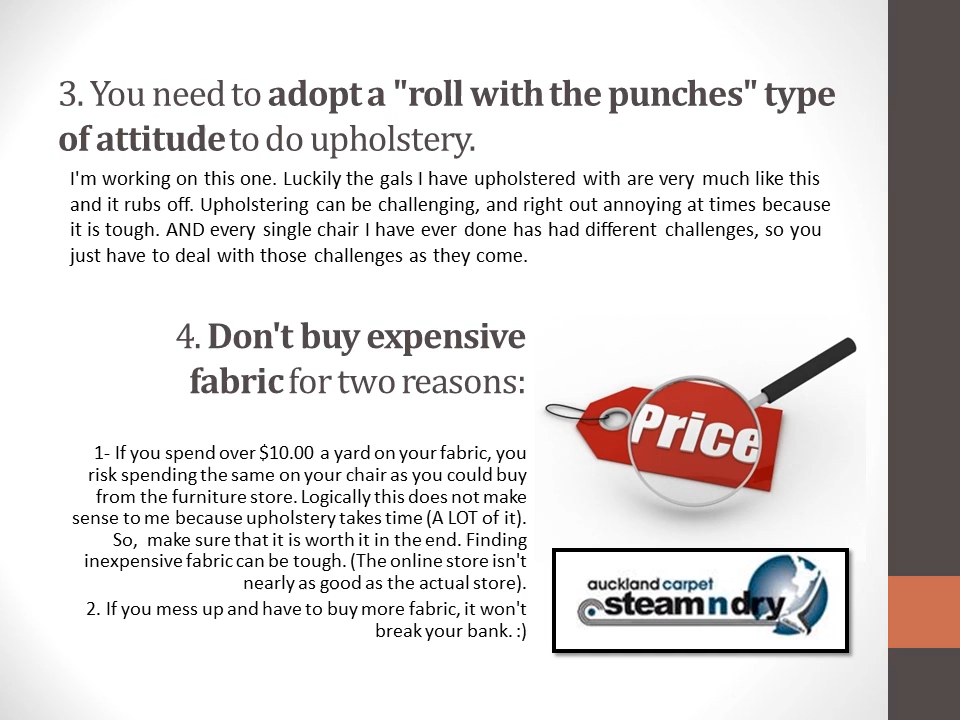 3. You need to adopt a "roll with the punches" type
of attitude to do upholstery.
I'm working on this one. Luckily the gals I have upholstered with are very much like this
and it rubs off. Upholstering can be challenging, and right out annoying at times because
it is tough. AND every single chair I have ever done has had different challenges, so you
just have to deal with those challenges as they come.
4. Don't buy expensive
fabric for two reasons:
1- If you spend over $10.00 a yard on your fabric, you
risk spending the same on your chair as you could buy
from the furniture store. Logically this does not make
sense to me because upholstery takes time (A LOT of it).
So, make sure that it is worth it in the end. Finding
inexpensive fabric can be tough. (The online store isn't
nearly as good as the actual store).
2. If you mess up and have to buy more fabric, it won't
break your bank. :)
Price
auckland carpet
steam n dry